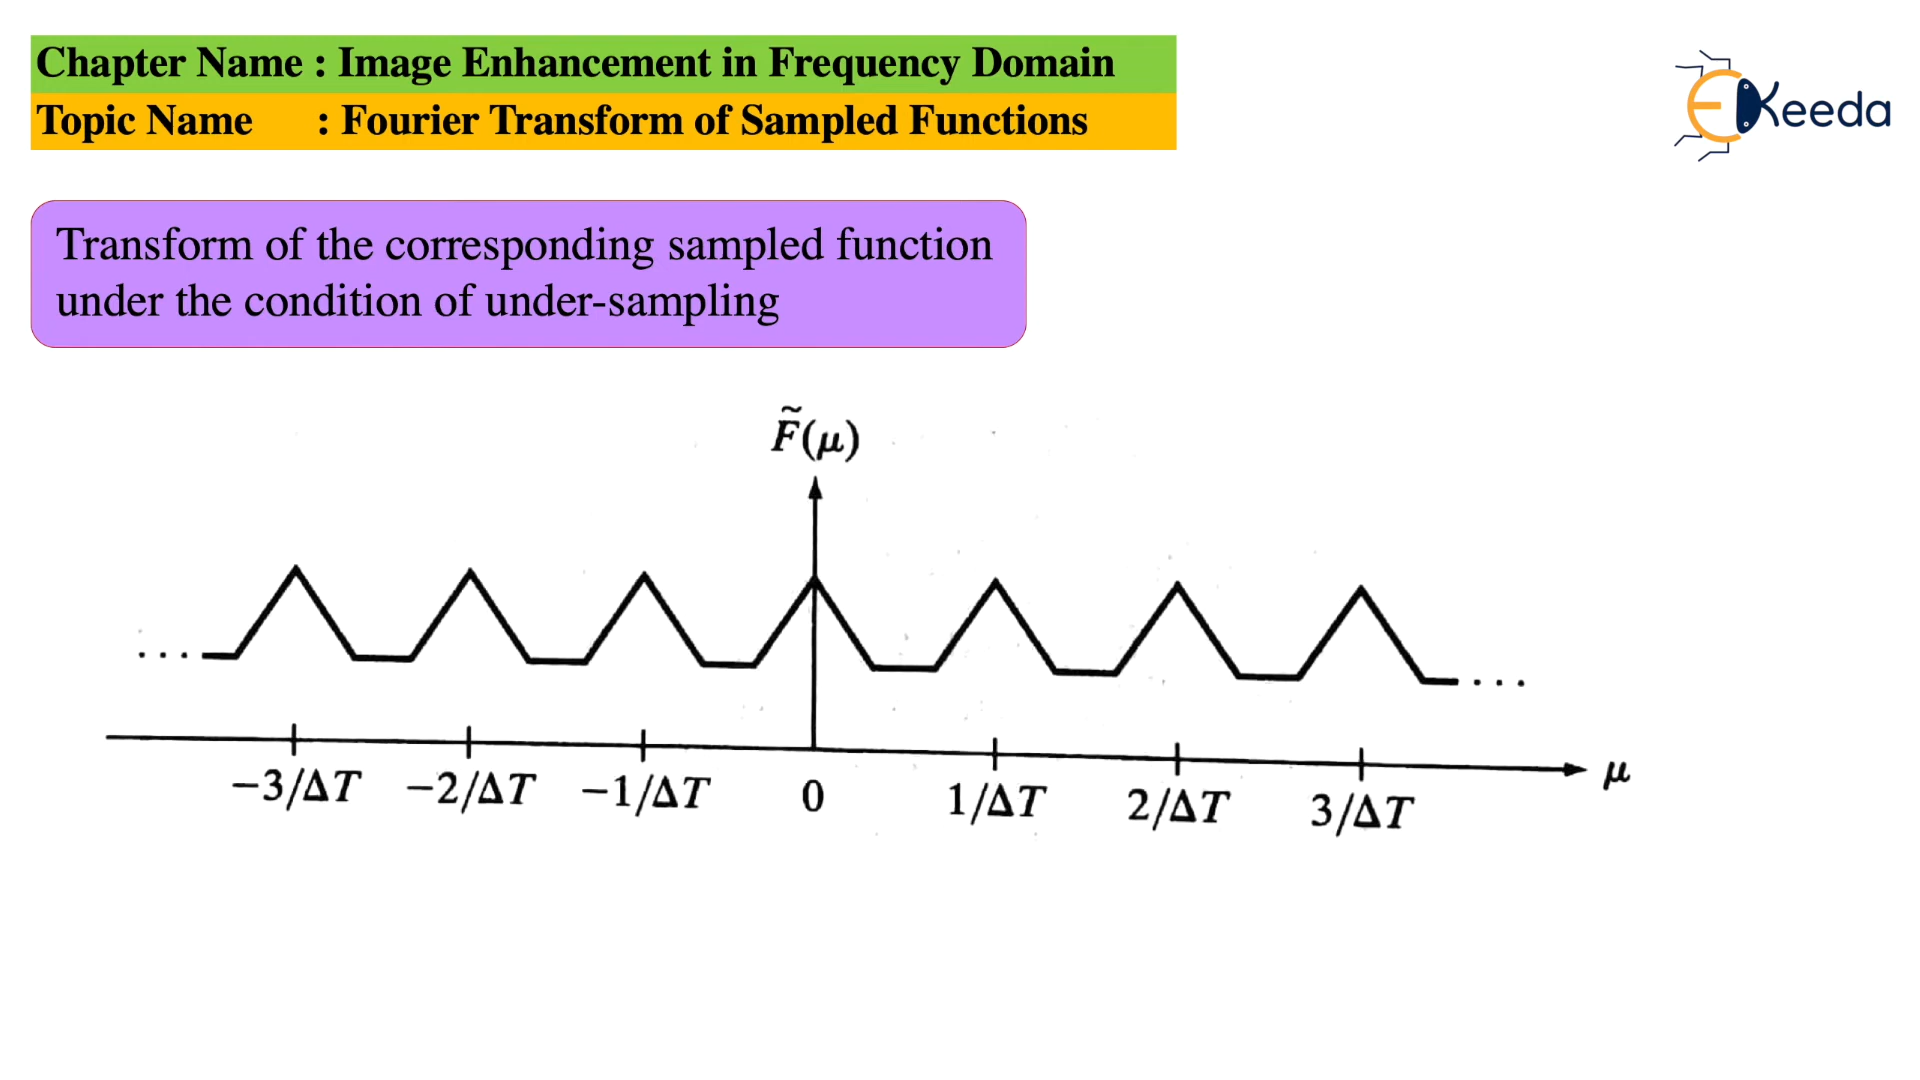 Chapter Name : Image Enhancement in Frequency Domain
Topic Name : Fourier Transform of Sampled Functions
EKeeda
Transform of the corresponding sampled function
under the condition of under-sampling
F̃(μ)
....
...
−3/ΔT −2/ΔT −1/ΔT 0 1/ΔT 2/ΔT 3/ΔT μ